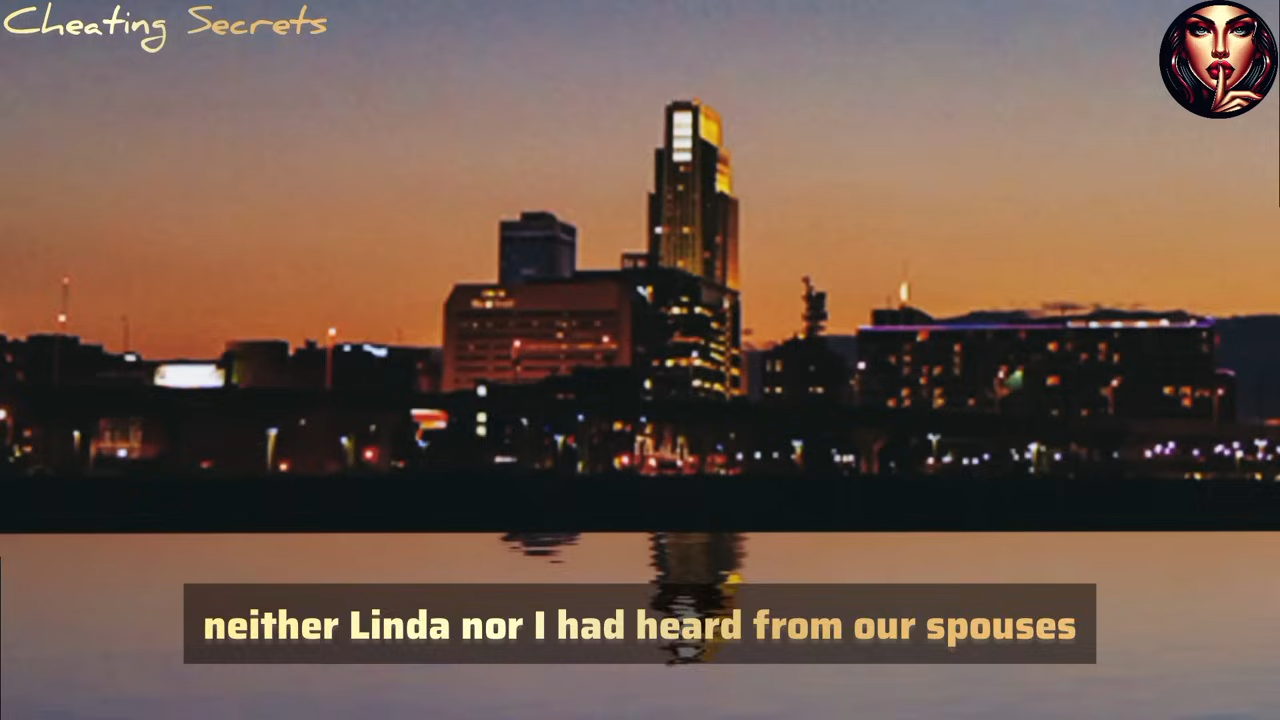 Cheating Secrets
neither Linda nor I had heard from our spouses